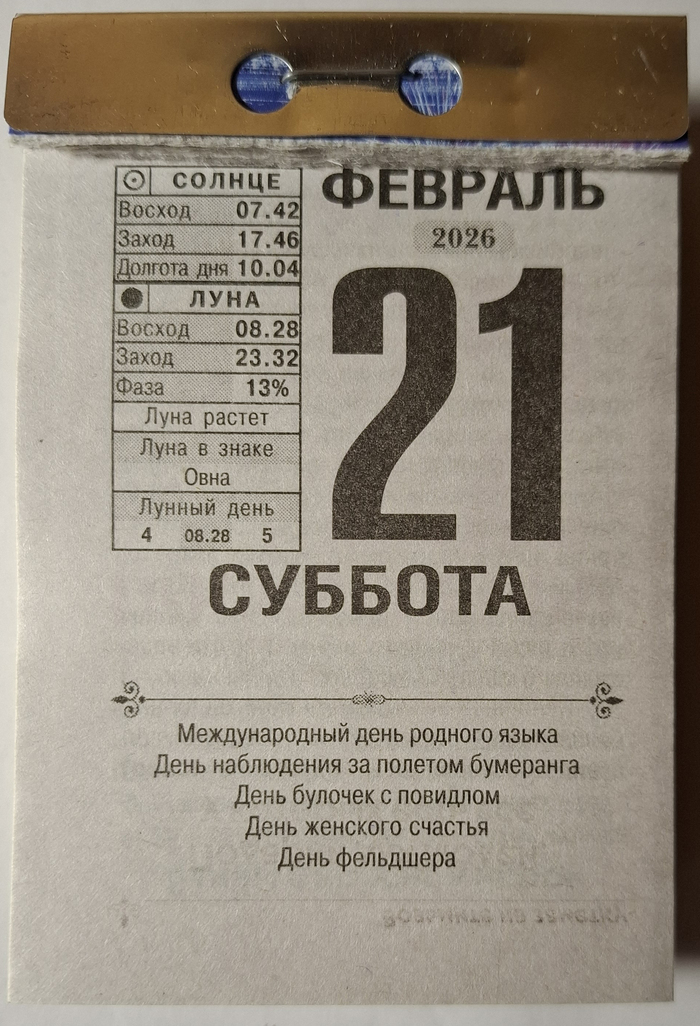 СОЛНЦЕ
Восход 07.42
Заход 17.46
Долгота дня 10.04
ЛУНА
Восход 08.28
Заход 23.32
Фаза 13%
Луна растет
Луна в знаке
Овна
Лунный день
4 08.28 5
ФЕВРАЛЬ
2026
21
СУББОТА
Международный день родного языка
День наблюдения за полетом бумеранга
День булочек с повидлом
День женского счастья
День фельдшера